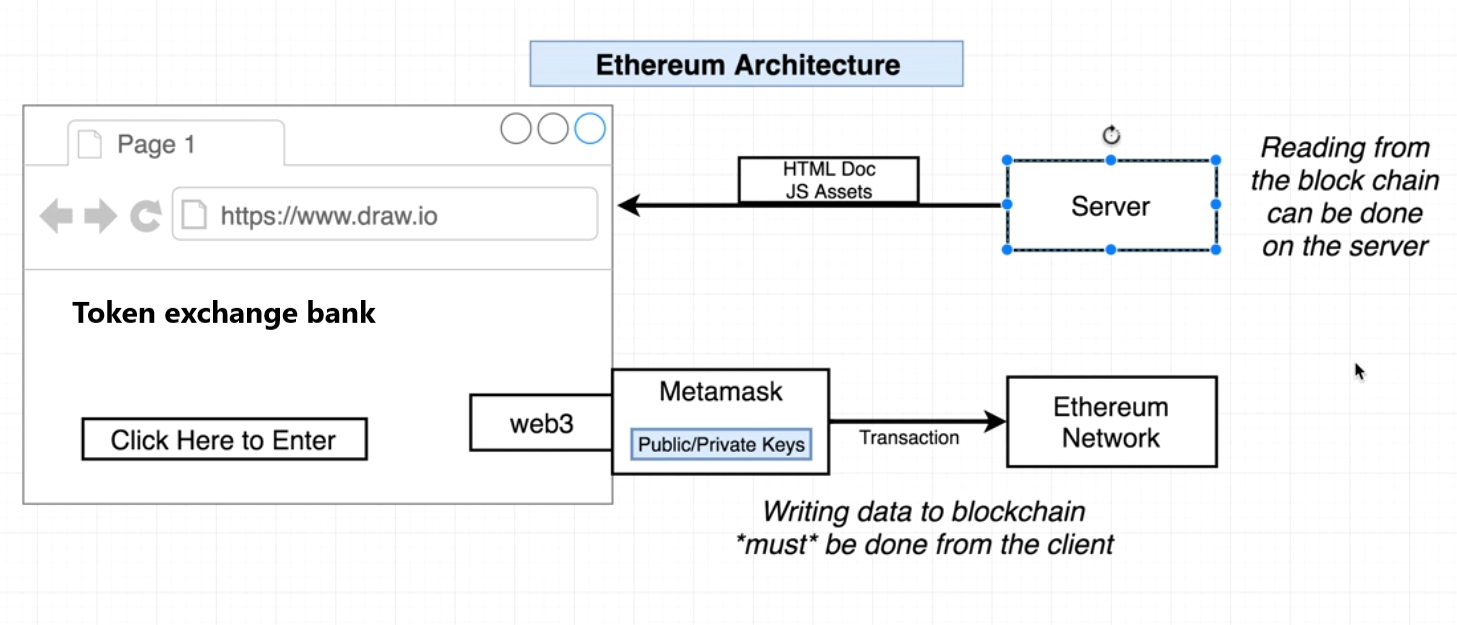 Ethereum Architecture
Page 1
https://www.draw.io
Token exchange bank
Click Here to Enter
web3
Metamask
Public/Private Keys
HTML Doc
JS Assets
Server
Reading from
the block chain
can be done
on the server
Transaction
Ethereum
Network
Writing data to blockchain
*must* be done from the client